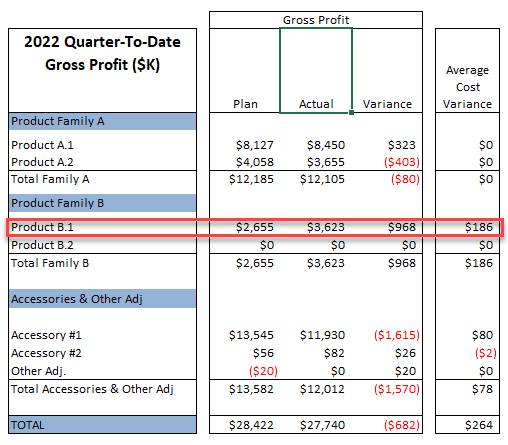 Gross Profit
2022 Quarter-To-Date
Gross Profit ($K)
Average
Cost
Plan Actual Variance Variance
Product Family A
Product A.1 $8,127 $8,450 $323 $0
Product A.2 $4,058 $3,655 ($403) $0
Total Family A $12,185 $12,105 ($80) $0
Product Family B
Product B.1 $2,655 $3,623 $968 $186
Product B.2 $0 $0 $0 $0
Total Family B $2,655 $3,623 $968 $186
Accessories & Other Adj
Accessory #1 $13,545 $11,930 ($1,615) $80
Accessory #2 $56 $82 $26 ($2)
Other Adj. ($20) $0 $20 $0
Total Accessories & Other Adj $13,582 $12,012 ($1,570) $78
TOTAL $28,422 $27,740 ($682) $264